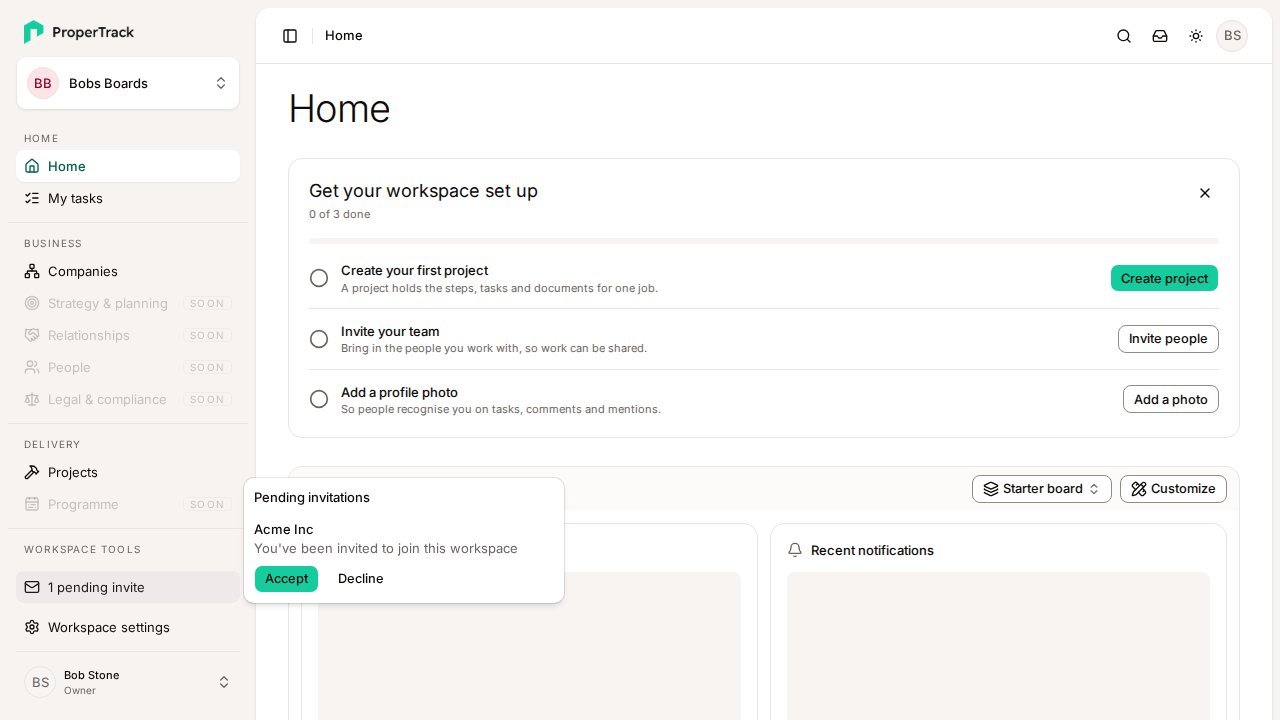 ProperTrack
BB
Bobs Boards
HOME
Home
My tasks
BUSINESS
Companies
Strategy & planning SOON
Relationships SOON
People SOON
Legal & compliance SOON
DELIVERY
Projects
Programme SOON
WORKSPACE TOOLS
1 pending invite
Workspace settings
BS
Bob Stone
Owner
Home
BS
Home
Get your workspace set up
0 of 3 done
Create your first project
A project holds the steps, tasks and documents for one job.
Create project
Invite your team
Bring in the people you work with, so work can be shared.
Invite people
Add a profile photo
So people recognise you on tasks, comments and mentions.
Add a photo
Starter board
Customize
Pending invitations
Acme Inc
You've been invited to join this workspace
Accept Decline
Recent notifications